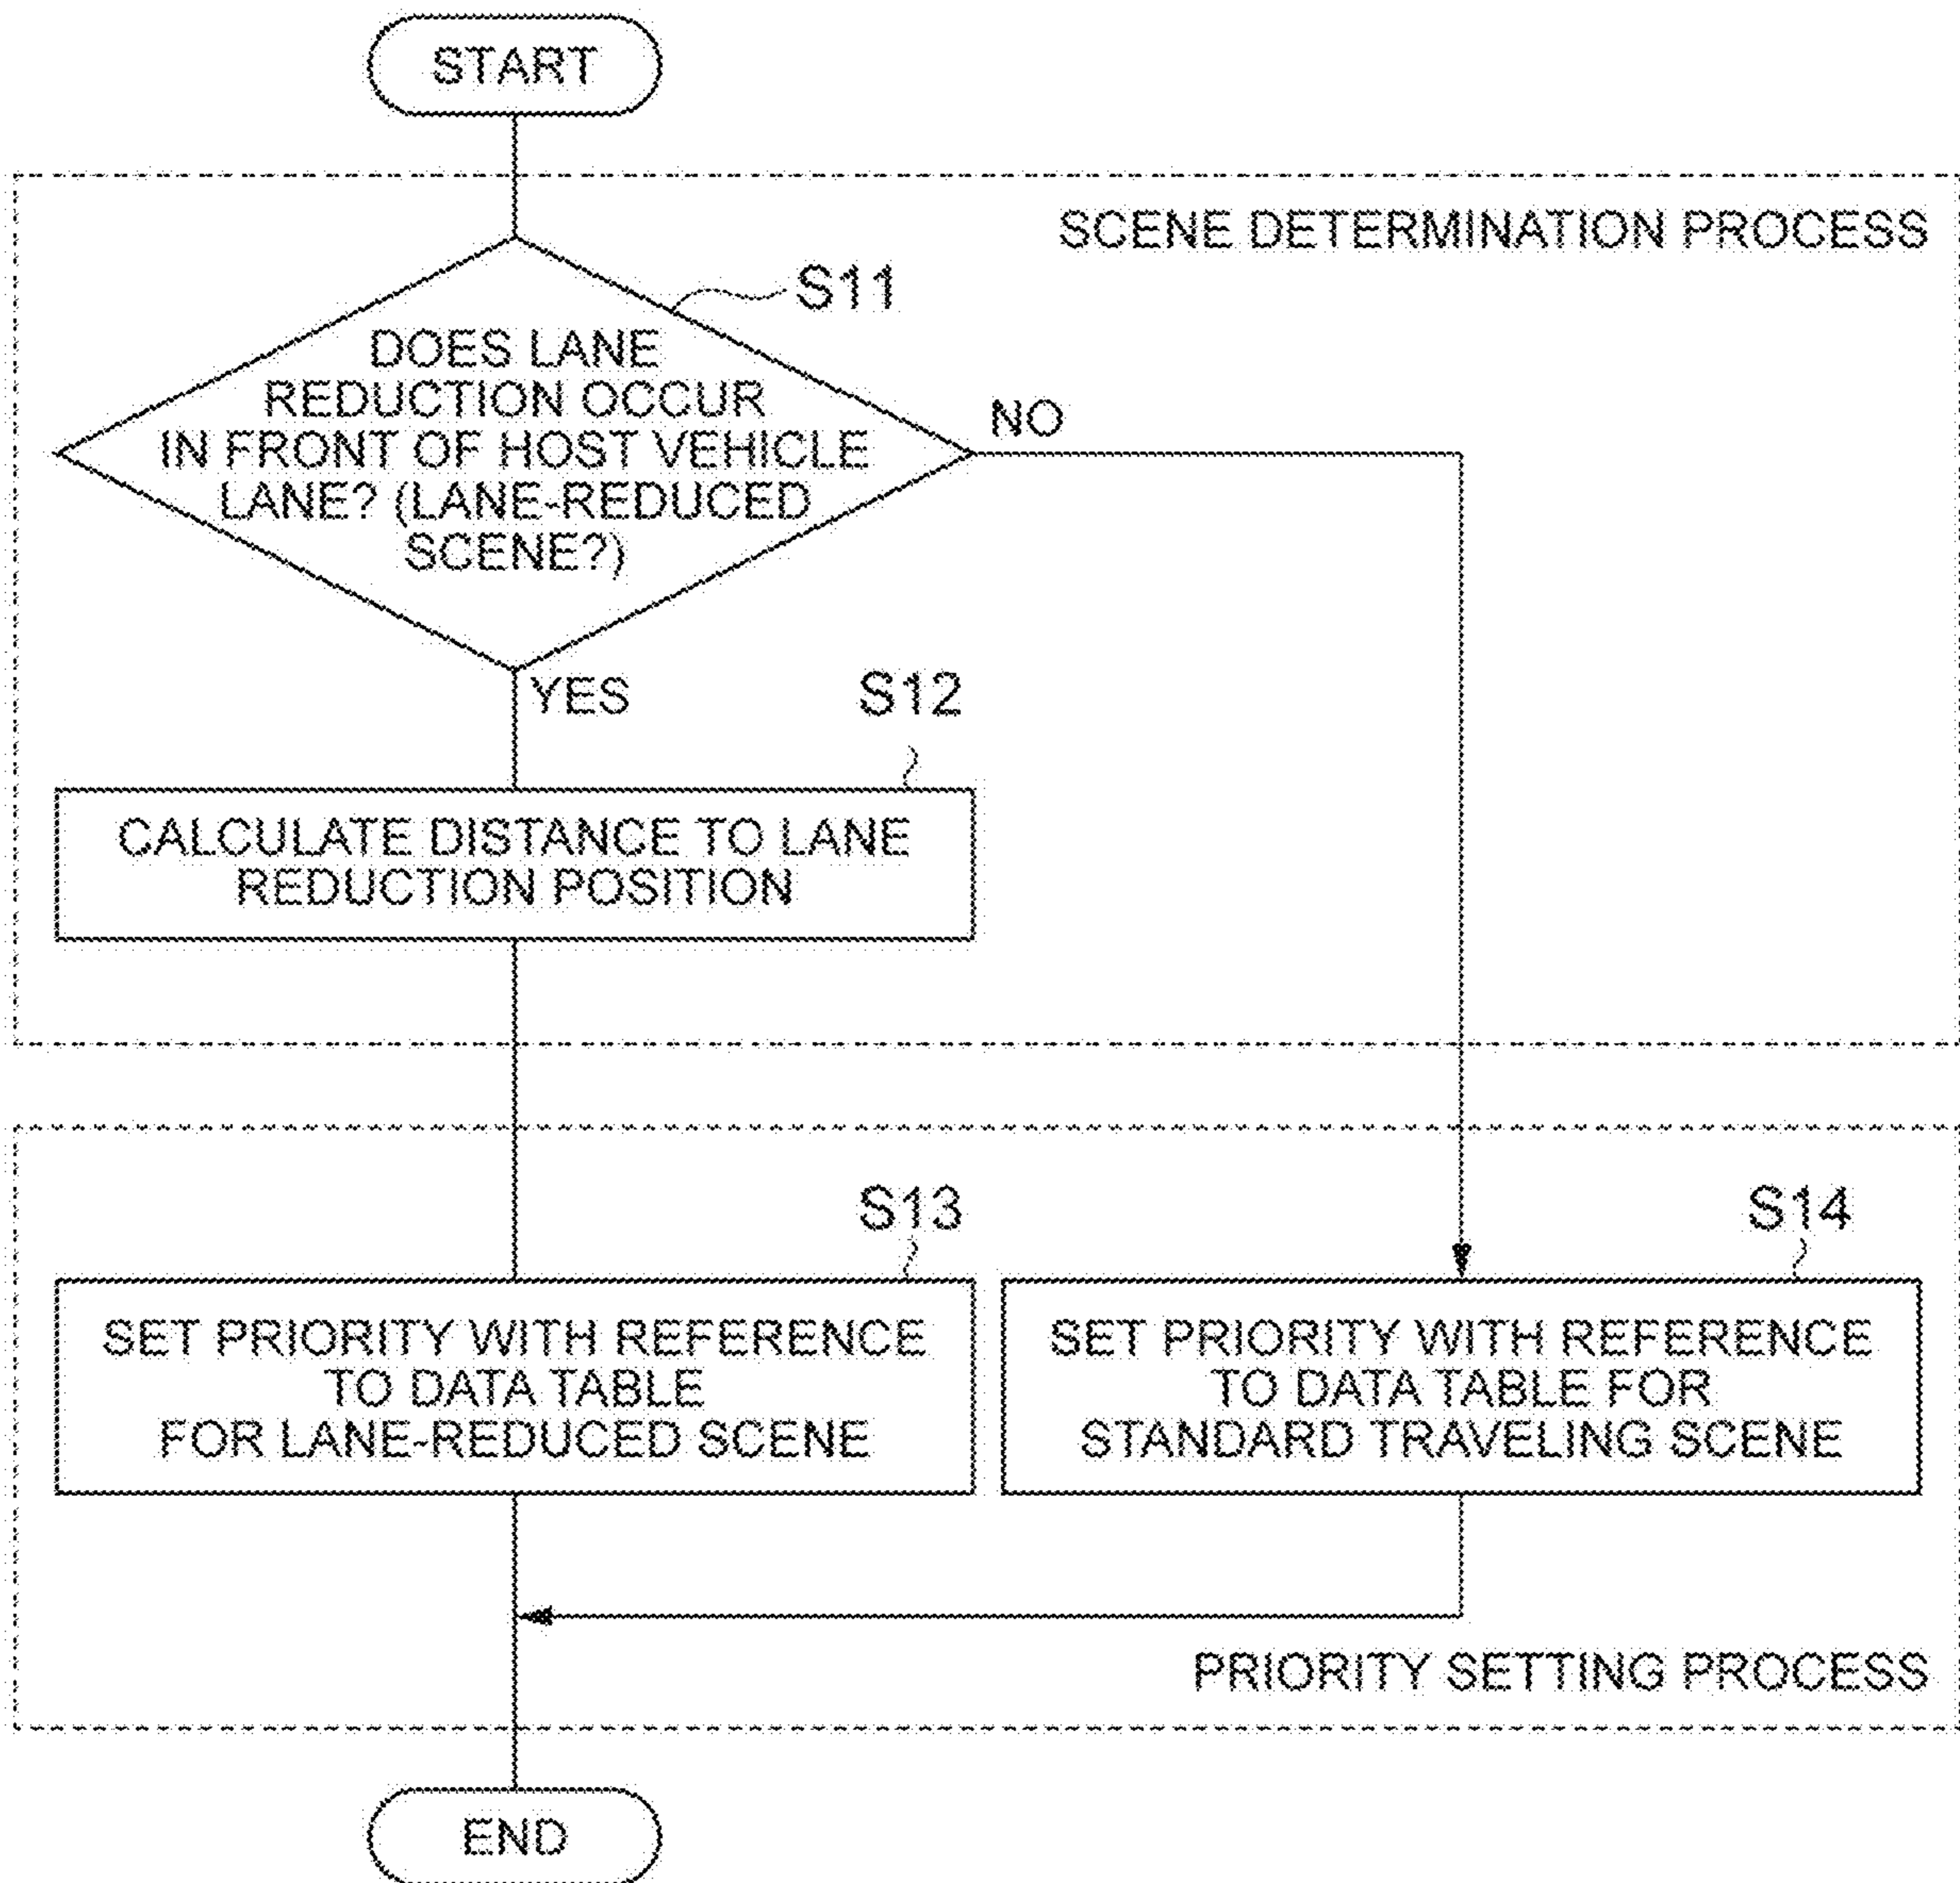 START
SCENE DETERMINATION PROCESS
S11
DOES LANE
REDUCTION OCCUR
IN FRONT OF HOST VEHICLE
LANE? (LANE-REDUCED
SCENE?)
NO
YES
S12
CALCULATE DISTANCE TO LANE
REDUCTION POSITION
S13
SET PRIORITY WITH REFERENCE
TO DATA TABLE
FOR LANE-REDUCED SCENE
S14
SET PRIORITY WITH REFERENCE
TO DATA TABLE FOR
STANDARD TRAVELING SCENE
PRIORITY SETTING PROCESS
END